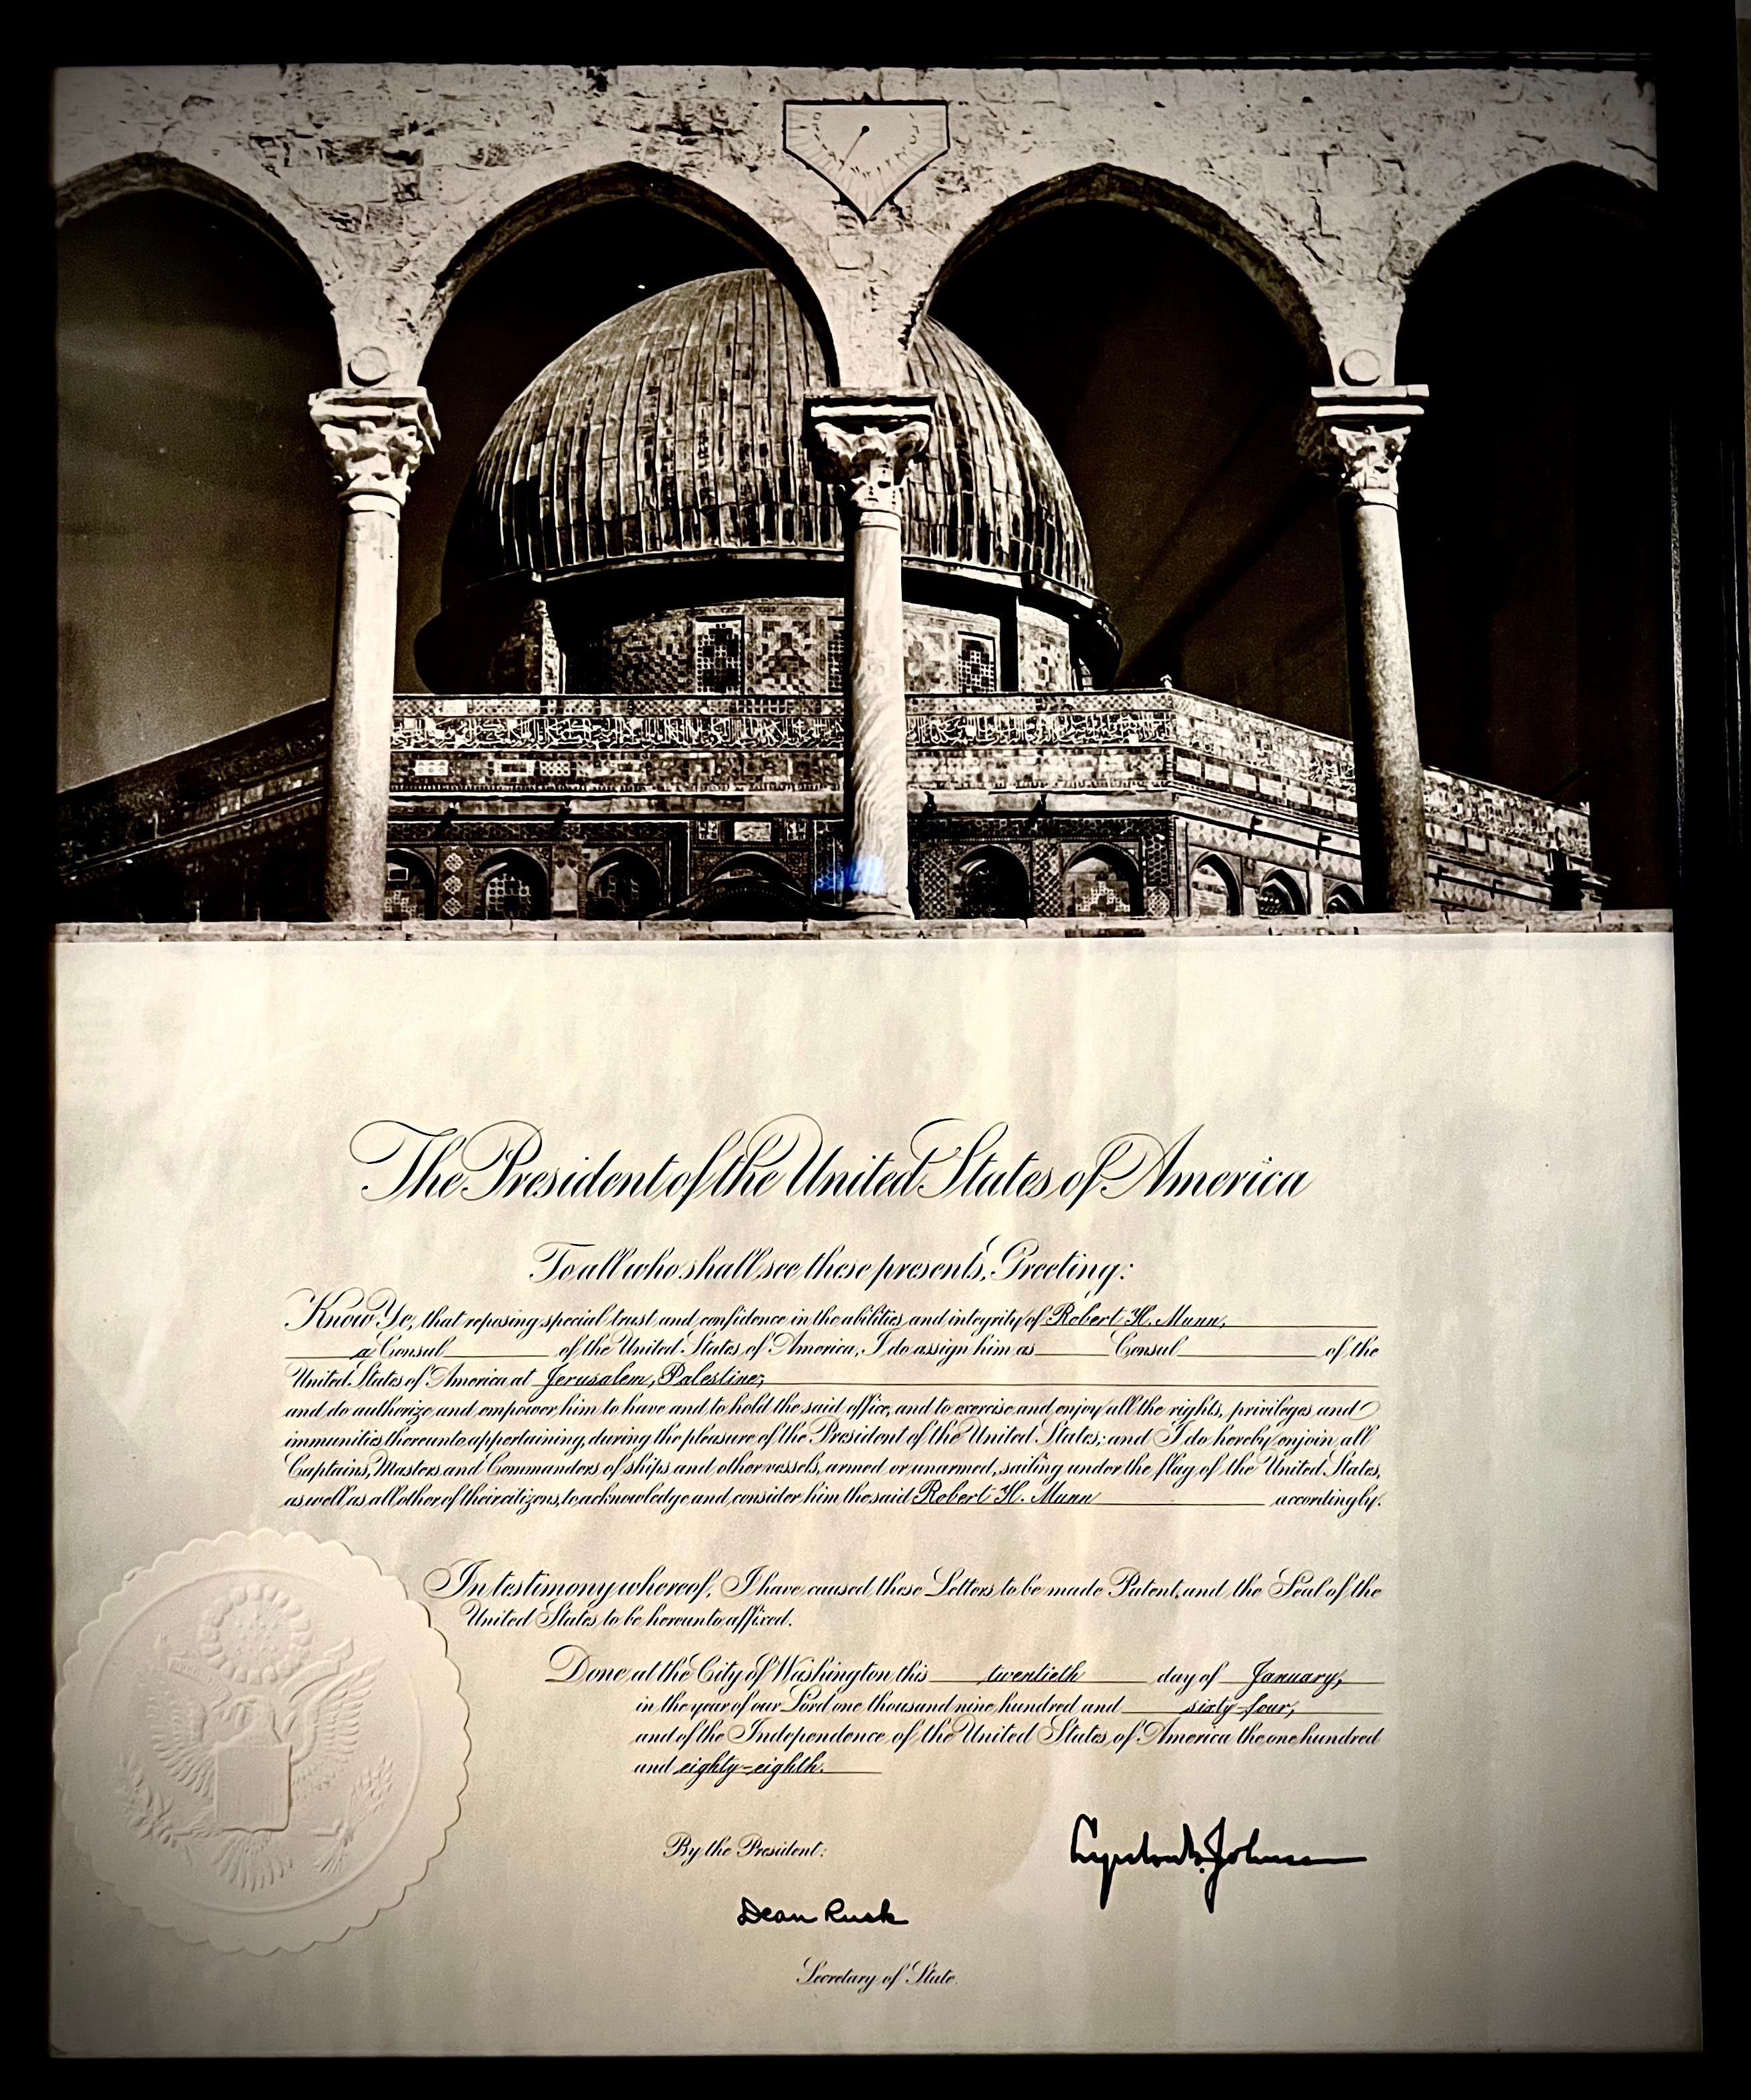 The President of the United States of America
To all who shall see these presents, Greeting:
Know Ye, that reposing special trust and confidence in the abilities and integrity of Robert H. Munn,
a Consul of the United States of America, I do assign him as Consul of the
United States of America at Jerusalem, Palestine;
and do authorize and empower him to have and to hold the said office, and to exercise and enjoy all the rights, privileges and
immunities thereunto appertaining, during the pleasure of the President of the United States; and I do hereby enjoin all
Captains, Masters and Commanders of ships and other vessels, armed or unarmed, sailing under the flag of the United States,
as well as all other of their citizens, to acknowledge and consider him the said Robert H. Munn accordingly.
In testimony whereof, I have caused these Letters to be made Patent, and the Seal of the
United States to be hereunto affixed.
Done at the City of Washington this twentieth day of January,
in the year of our Lord one thousand nine hundred and sixty-four,
and of the Independence of the United States of America the one hundred
and eighty-eighth.
By the President:
Lyndon B. Johnson
Dean Rusk
Secretary of State.